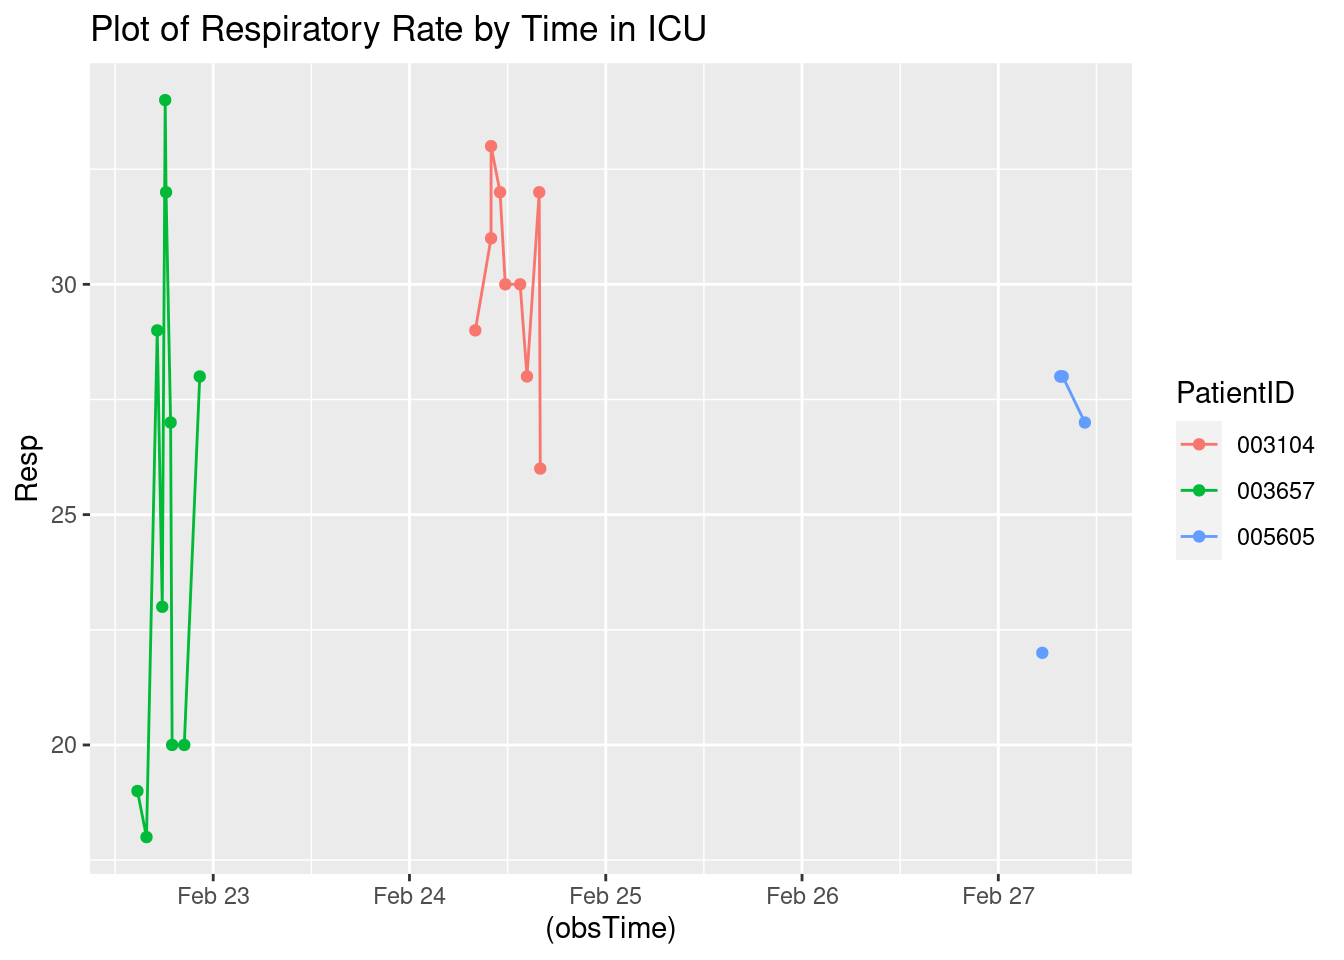 Plot of Respiratory Rate by Time in ICU
Resp
30
25
20
Feb 23
Feb 24
Feb 25
Feb 26
Feb 27
(obsTime)
PatientID
003104
003657
005605